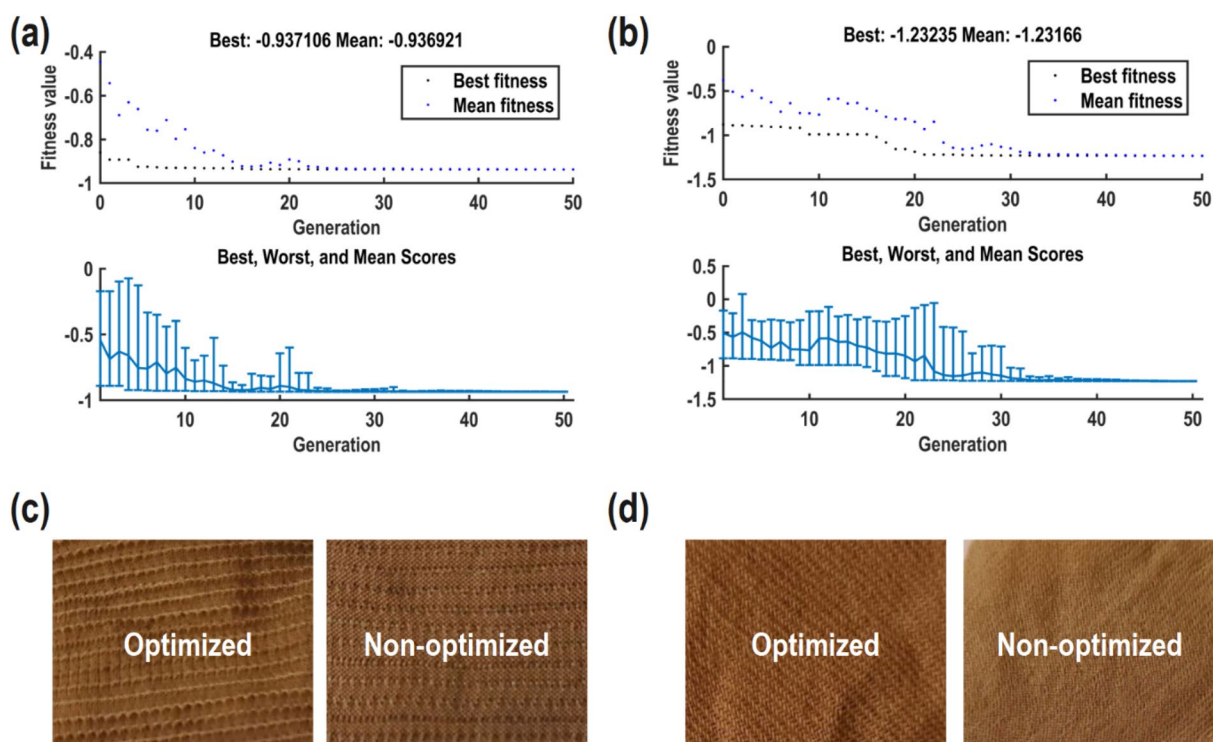 (a)
Best: -0.937106 Mean: -0.936921
-0.4
-0.6
-0.8
-1
Fitness value
Best fitness
Mean fitness
0 10 20 30 40 50
Generation
Best, Worst, and Mean Scores
0
-0.5
-1
10 20 30 40 50
Generation
(b)
Best: -1.23235 Mean: -1.23166
0
-0.5
-1
-1.5
Fitness value
Best fitness
Mean fitness
0 10 20 30 40 50
Generation
Best, Worst, and Mean Scores
0.5
0
-0.5
-1
-1.5
10 20 30 40 50
Generation
(c)
Optimized
Non-optimized
(d)
Optimized
Non-optimized